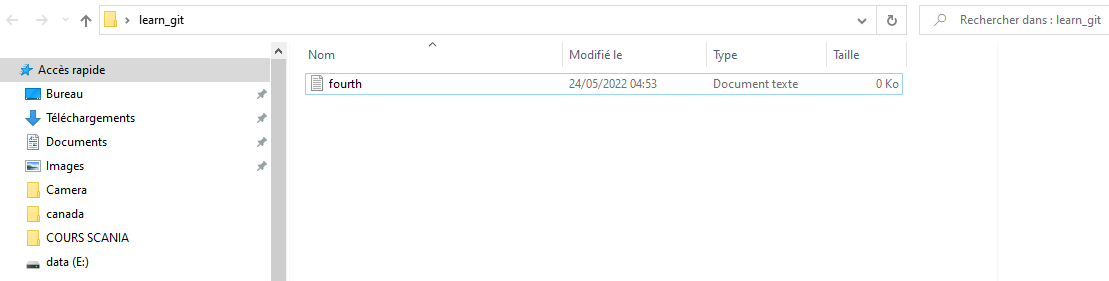 learn_git
Rechercher dans : learn_git
Nom Modifié le Type Taille
Accès rapide
fourth 24/05/2022 04:53 Document texte 0 Ko
Bureau
Téléchargements
Documents
Images
Camera
canada
COURS SCANIA
data (E:)